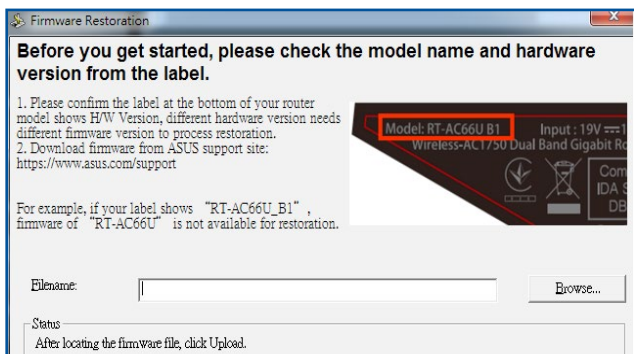 Firmware Restoration
Before you get started, please check the model name and hardware
version from the label.
1. Please confirm the label at the bottom of your router
model shows H/W Version, different hardware version needs
different firmware version to process restoration.
2. Download firmware from ASUS support site:
https://www.asus.com/support
For example, if your label shows “RT-AC66U_B1” ,
firmware of “RT-AC66U” is not available for restoration.
Model: RT-AC66U B1 Input : 19V
Wireless-AC1750 Dual Band Gigabit
Com
IDA
DB
Filename:
Browse...
Status
After locating the firmware file, click Upload.